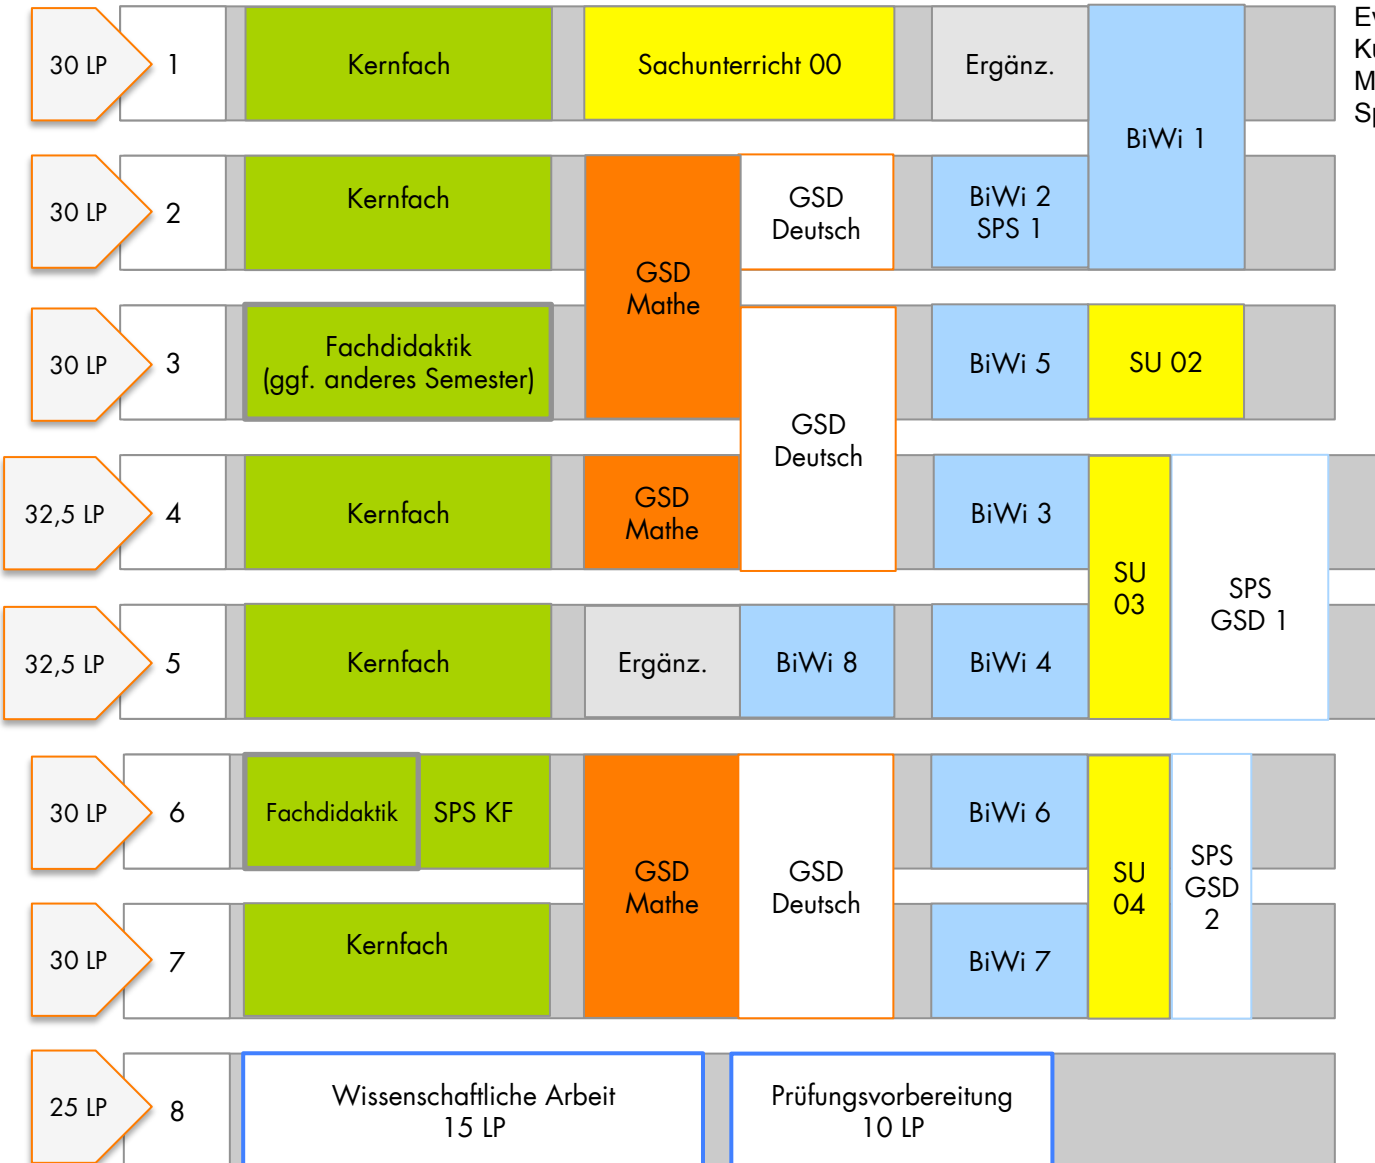 30 LP
1
Kernfach
Sachunterricht 00
Ergänz.
BiWi 1
30 LP
2
Kernfach
GSD
Mathe
GSD
Deutsch
BiWi 2
SPS 1
30 LP
3
Fachdidaktik
(ggf. anderes Semester)
GSD
Deutsch
BiWi 5
SU 02
32,5 LP
4
Kernfach
GSD
Mathe
BiWi 3
SU
03
SPS
GSD 1
32,5 LP
5
Kernfach
Ergänz.
BiWi 8
BiWi 4
30 LP
6
Fachdidaktik
SPS KF
GSD
Mathe
GSD
Deutsch
BiWi 6
SU
04
SPS
GSD
2
30 LP
7
Kernfach
BiWi 7
25 LP
8
Wissenschaftliche Arbeit
15 LP
Prüfungsvorbereitung
10 LP